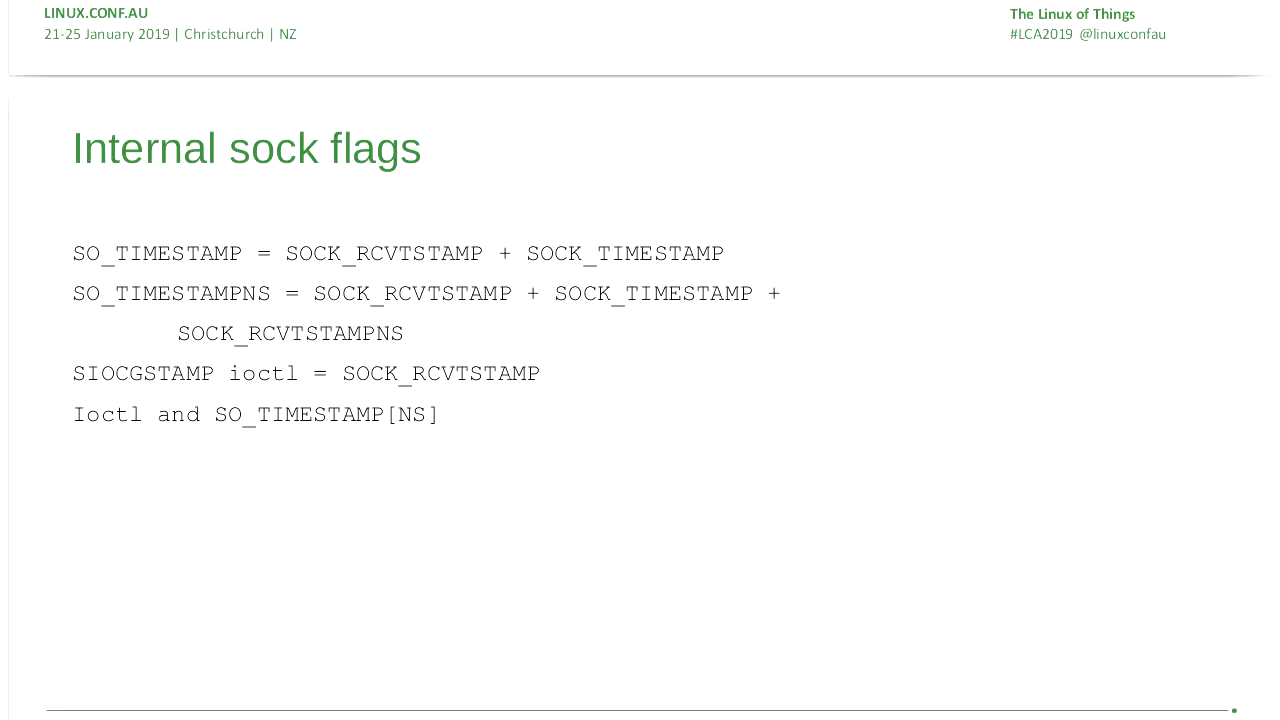 LINUX.CONF.AU
21-25 January 2019 | Christchurch | NZ
The Linux of Things
#LCA2019 @linuxconfau
Internal sock flags
SO_TIMESTAMP = SOCK_RCVTSTAMP + SOCK_TIMESTAMP
SO_TIMESTAMPNS = SOCK_RCVTSTAMP + SOCK_TIMESTAMP +
SOCK_RCVTSTAMPNS
SIOCGSTAMP ioctl = SOCK_RCVTSTAMP
Ioctl and SO_TIMESTAMP[NS]